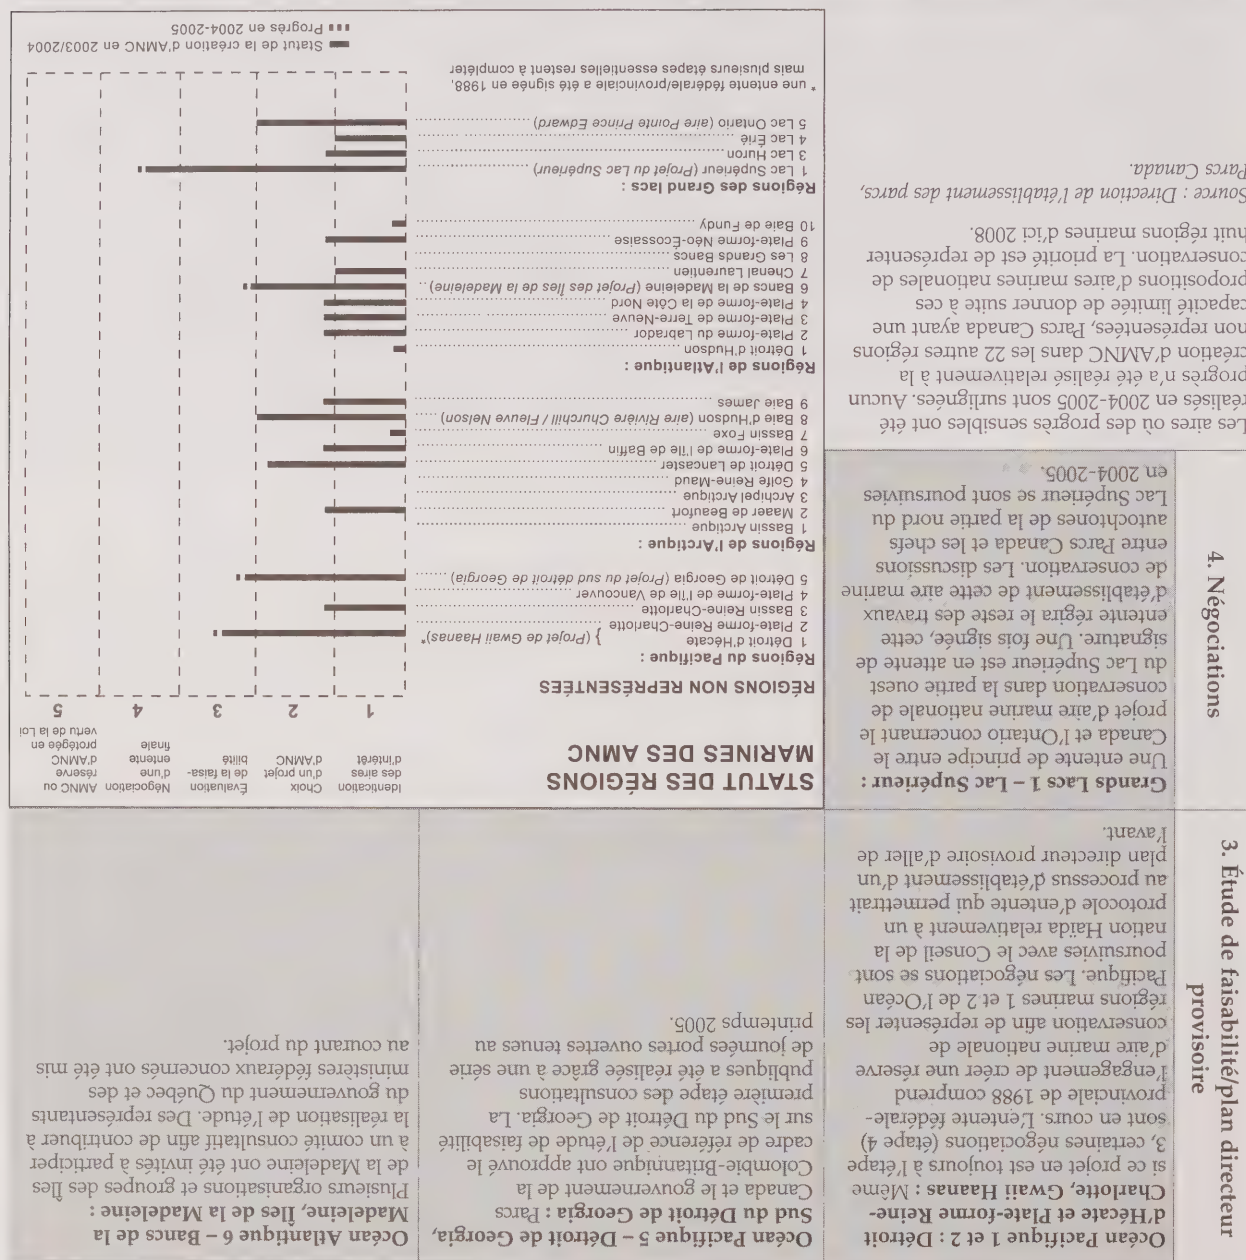 3. Étude de faisabilité/plan directeur
provisoire
Océan Pacifique 1 et 2 : Détroit
d'Hécate et Plate-forme Reine-
Charlotte, Gwaii Haanas : Même
si ce projet en est toujours à l'étape
3, certaines négociations (étape 4)
sont en cours. L'entente fédérale-
provinciale de 1988 comprend
l'engagement de créer une réserve
d'aire marine nationale de
conservation afin de représenter les
régions marines 1 et 2 de l'Océan
Pacifique. Les négociations se sont
poursuivies avec le Conseil de la
nation Haïda relativement à un
protocole d'entente qui permettrait
au processus d'établissement d'un
plan directeur provisoire d'aller de
l'avant.
Océan Pacifique 5 – Détroit de Georgia,
Sud du Détroit de Georgia : Parcs
Canada et le gouvernement de la
Colombie-Britannique ont approuvé le
cadre de référence de l'étude de faisabilité
sur le Sud du Détroit de Georgia. La
première étape des consultations
publiques a été réalisée grâce à une série
de journées portes ouvertes tenues au
printemps 2005.
Océan Atlantique 6 – Bancs de la
Madeleine, Îles de la Madeleine :
Plusieurs organisations et groupes des Îles
de la Madeleine ont été invités à participer
à un comité consultatif afin de contribuer à
la réalisation de l'étude. Des représentants
du gouvernement du Québec et des
ministères fédéraux concernés ont été mis
au courant du projet.
4. Négociations
Grands Lacs 1 – Lac Supérieur :
Une entente de principe entre le
Canada et l'Ontario concernant le
projet d'aire marine nationale de
conservation dans la partie ouest
du Lac Supérieur est en attente de
signature. Une fois signée, cette
entente régira le reste des travaux
d'établissement de cette aire marine
de conservation. Les discussions
entre Parcs Canada et les chefs
autochtones de la partie nord du
Lac Supérieur se sont poursuivies
en 2004-2005.
Les aires où des progrès sensibles ont été
réalisés en 2004-2005 sont surlignées. Aucun
progrès n'a été réalisé relativement à la
création d'AMNC dans les 22 autres régions
non représentées, Parcs Canada ayant une
capacité limitée de donner suite à ces
propositions d'aires marines nationales de
conservation. La priorité est de représenter
huit régions marines d'ici 2008.
Source : Direction de l'établissement des parcs,
Parcs Canada.
STATUT DES RÉGIONS
MARINES DES AMNC
Identication
des aires
d'intérêt
Choix
d'un projet
d'AMNC
Évaluation
de la faisa-
bilité
Négociation
d'une
entente
finale
AMNC ou
réserve
d'AMNC
protégée en
vertu de la Loi
RÉGIONS NON REPRÉSENTÉES
1 2 3 4 5
Régions du Pacifique :
1 Détroit d'Hécate
2 Plate-forme Reine-Charlotte } (Projet de Gwaii Haanas)*
3 Bassin Reine-Charlotte
4 Plate-forme de l'île de Vancouver
5 Détroit de Georgia (Projet du sud détroit de Georgia)
Régions de l'Arctique :
1 Bassin Arctique
2 Maaer de Beaufort
3 Archipel Arctique
4 Golfe Reine-Maud
5 Détroit de Lancaster
6 Plate-forme de l'île de Baffin
7 Bassin Foxe
8 Baie d'Hudson (aire Rivière Churchill / Fleuve Nelson)
9 Baie James
Régions de l'Atlantique :
1 Détroit d'Hudson
2 Plate-forme du Labrador
3 Plate-forme de Terre-Neuve
4 Plate-forme de la Côte Nord
6 Bancs de la Madeleine (Projet des Îles de la Madeleine)
7 Chenal Laurentien
8 Les Grands Bancs
9 Plate-forme Néo-Écossaise
10 Baie de Fundy
Régions des Grand lacs :
1 Lac Supérieur (Projet du Lac Supérieur)
3 Lac Huron
4 Lac Érié
5 Lac Ontario (aire Pointe Prince Edward)
* une entente fédérale/provinciale a été signée en 1988,
mais plusieurs étapes essentielles restent à compléter
Statut de la création d'AMNC en 2003/2004
Progrès en 2004-2005